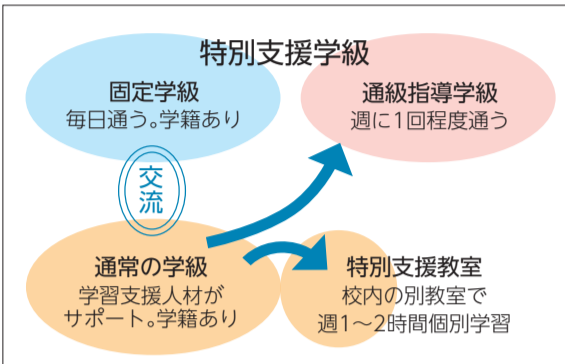 特別支援学級
固定学級
毎日通う。学籍あり
通級指導学級
週に1回程度通う
交流
通常の学級
学習支援人材が
サポート。学籍あり
特別支援教室
校内の別教室で
週1〜2時間個別学習